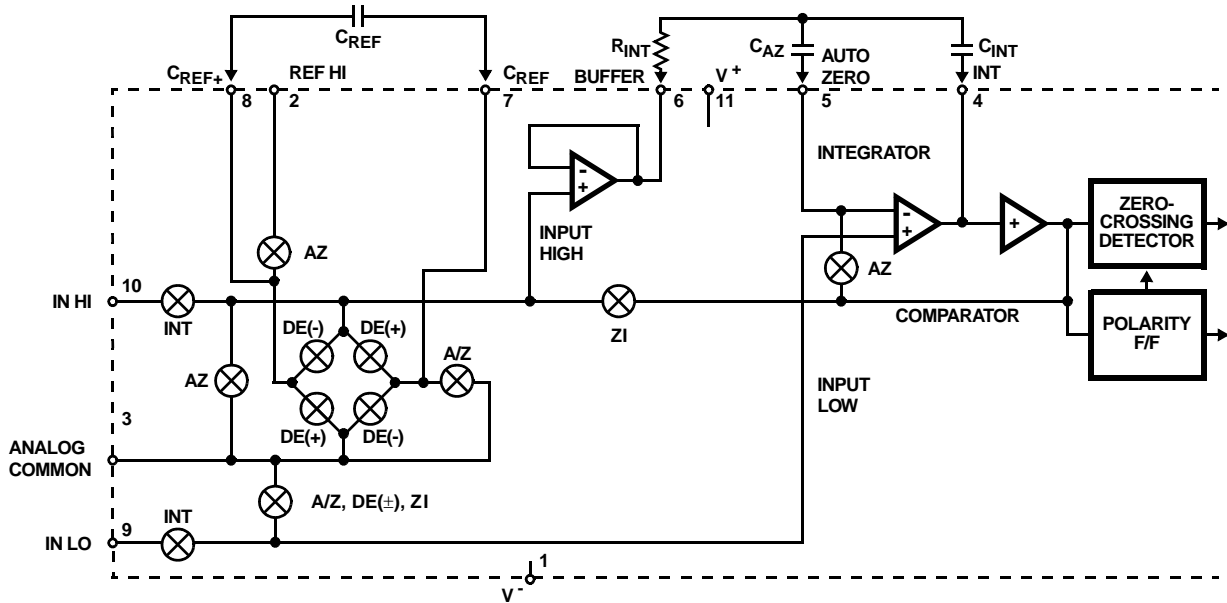 CREF
CREF+
REF HI
CREF
8
2
7
RINT
BUFFER
6
V+
11
CAZ
AUTO
ZERO
5
CINT
INT
4
INTEGRATOR
-
+
-
+
+
ZERO-
CROSSING
DETECTOR
INPUT
HIGH
AZ
AZ
10
IN HI
INT
ZI
COMPARATOR
POLARITY
F/F
DE(-)
DE(+)
A/Z
AZ
INPUT
LOW
DE(+)
DE(-)
3
ANALOG
COMMON
A/Z, DE(±), ZI
INT
9
IN LO
1
V-